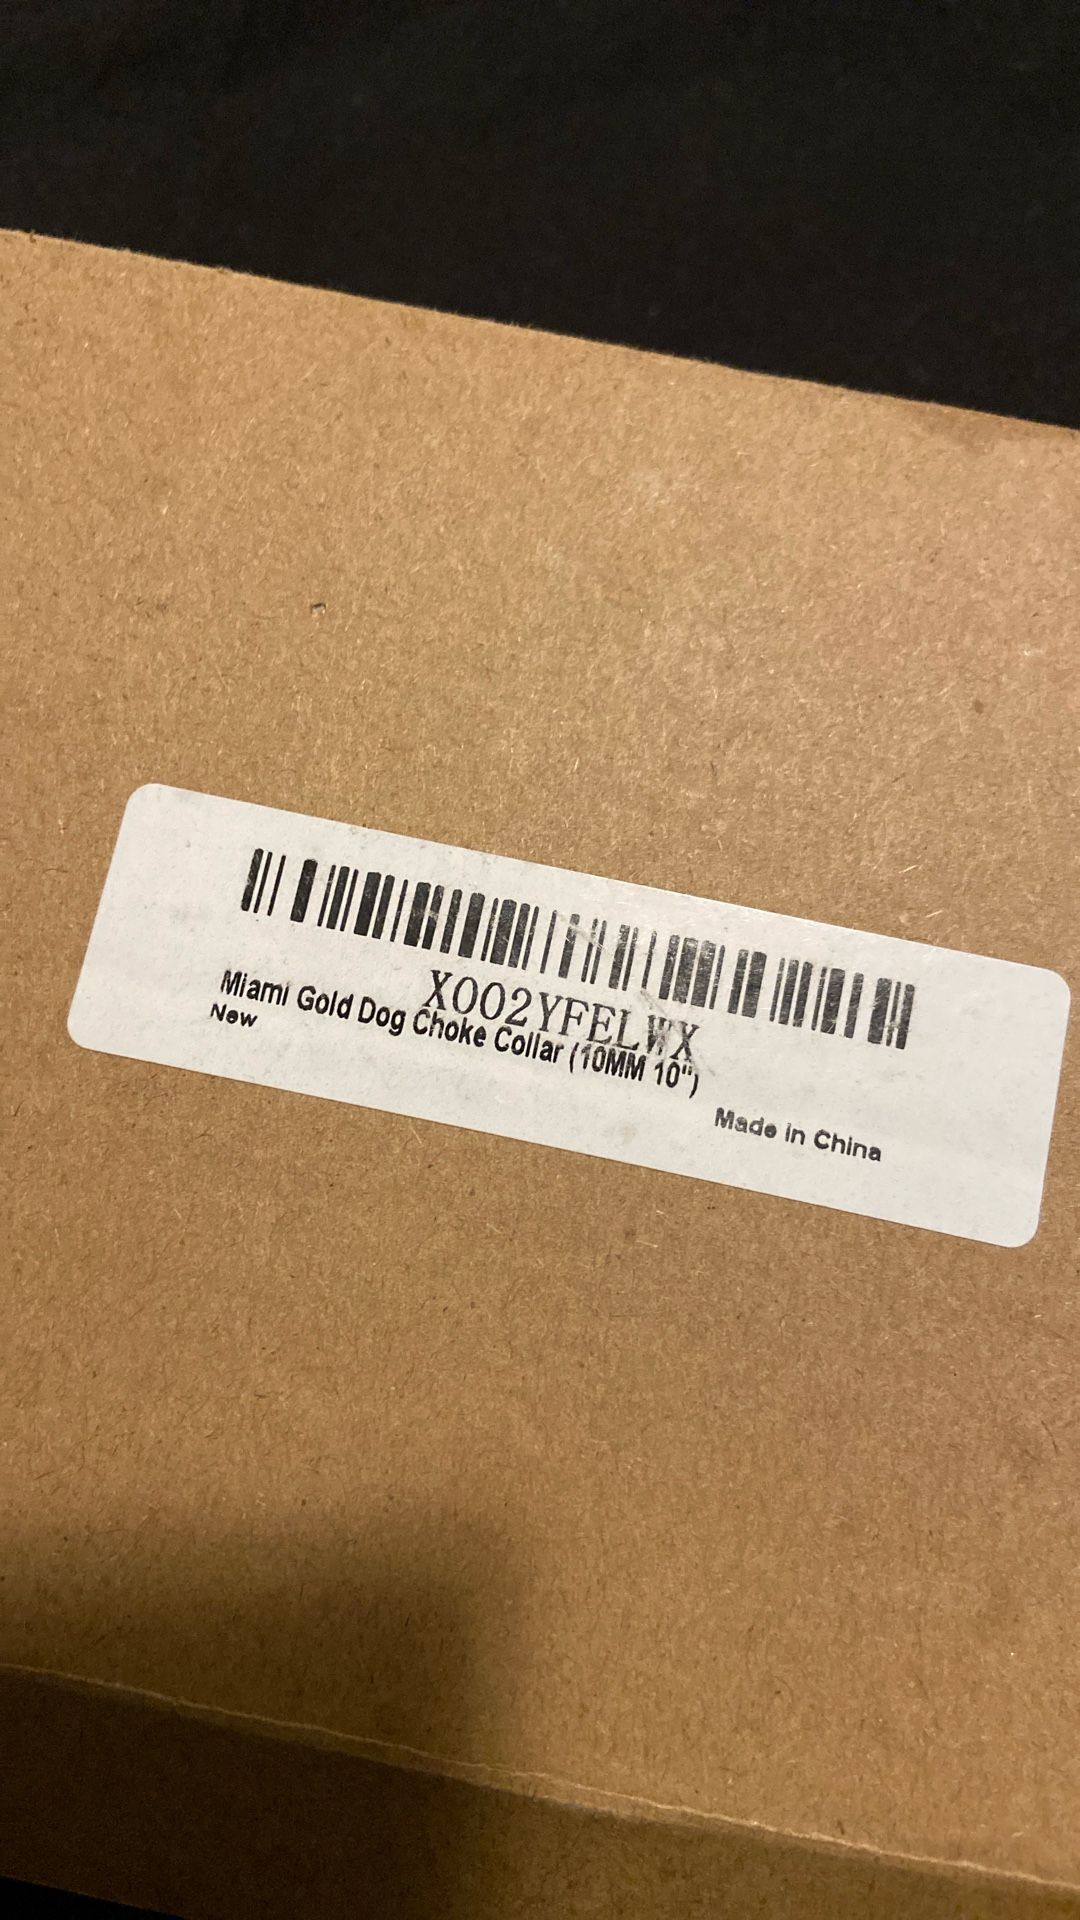 X002YFELWX
Miami Gold Dog Choke Collar (10MM 10")
New
Made in China